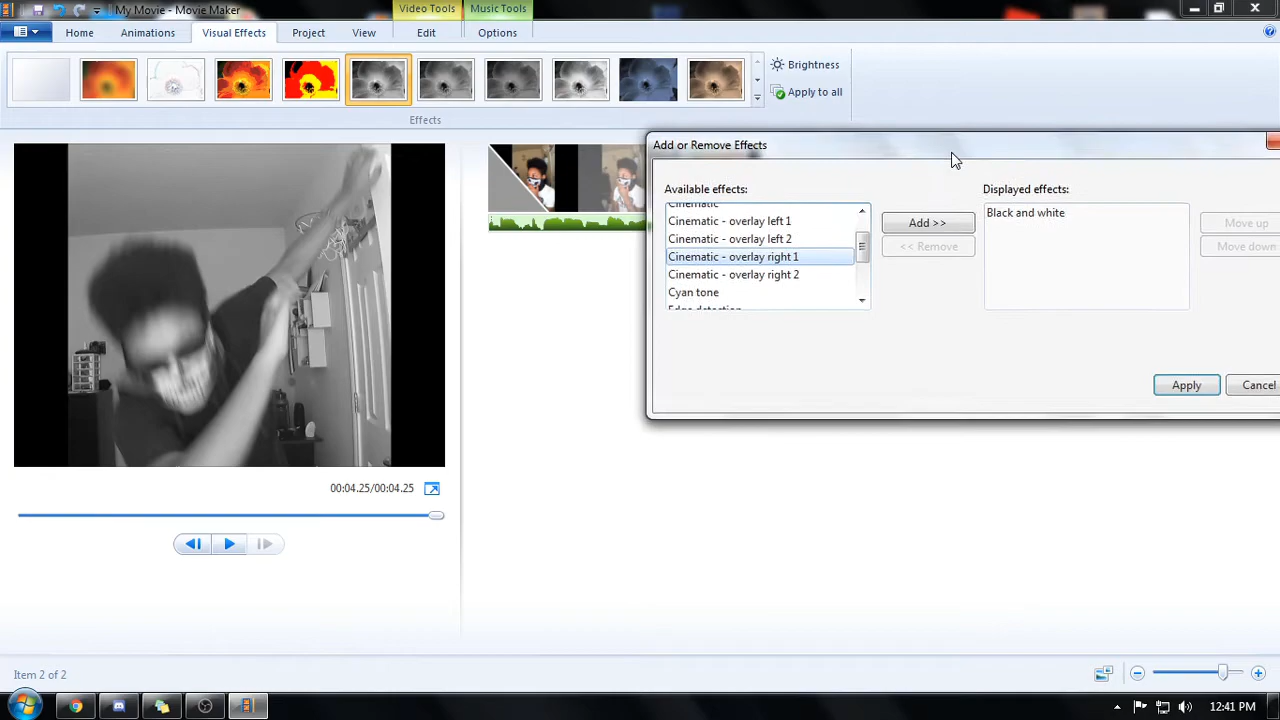 My Movie - Movie Maker
Video Tools
Music Tools
Home
Animations
Visual Effects
Project
View
Edit
Options
Brightness
Apply to all
Effects
Add or Remove Effects
Available effects:
Displayed effects:
Cinematic
Cinematic - overlay left 1
Cinematic - overlay left 2
Cinematic - overlay right 1
Cinematic - overlay right 2
Cyan tone
Edge detection
Add >>
<< Remove
Black and white
Move up
Move down
Apply
Cancel
00:04.25/00:04.25
Item 2 of 2
12:41 PM